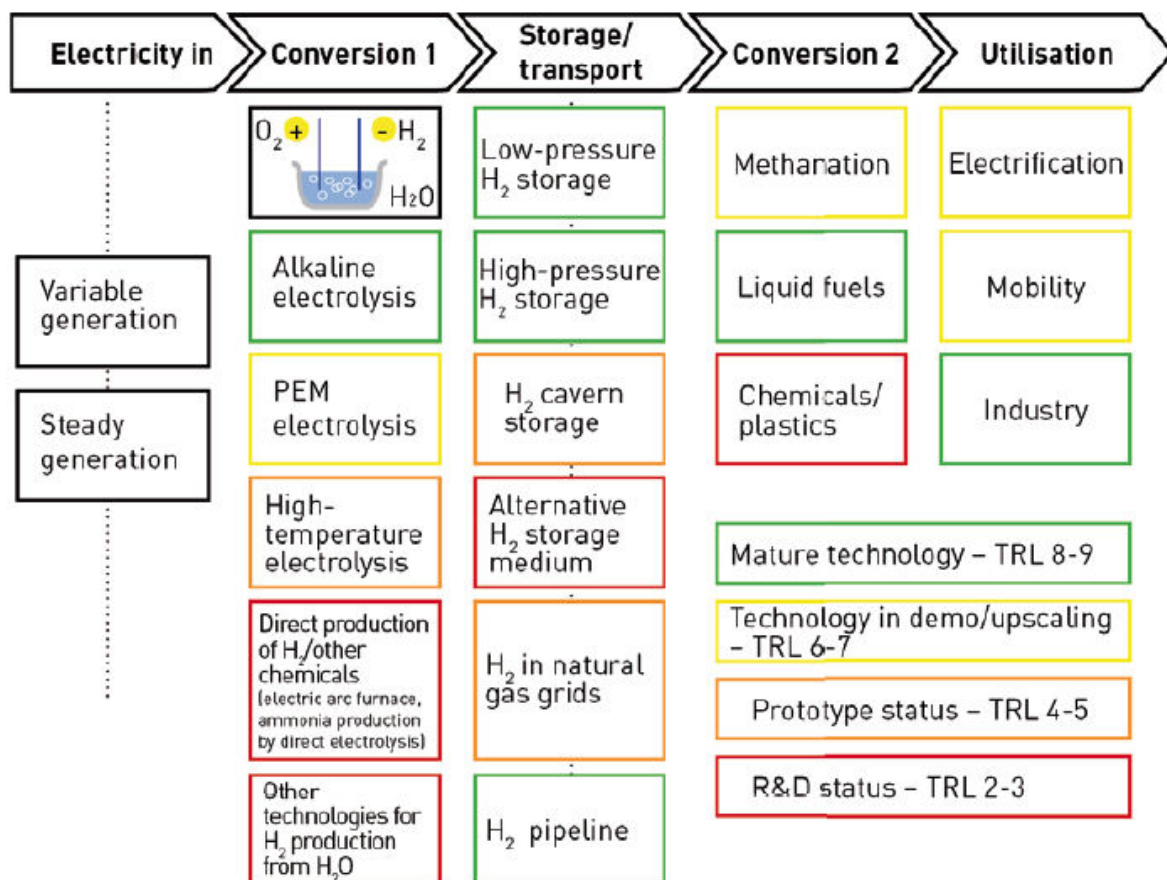 Electricity in
Conversion 1
Storage/
transport
Conversion 2
Utilisation
Variable
generation
Steady
generation
O₂ +
- H₂
H₂O
Alkaline
electrolysis
PEM
electrolysis
High-
temperature
electrolysis
Direct production
of H₂/other
chemicals
(electric arc furnace,
ammonia production
by direct electrolysis)
Other
technologies for
H₂ production
from H₂O
Low-pressure
H₂ storage
High-pressure
H₂ storage
H₂ cavern
storage
Alternative
H₂ storage
medium
H₂ in natural
gas grids
H₂ pipeline
Methanation
Liquid fuels
Chemicals/
plastics
Electrification
Mobility
Industry
Mature technology – TRL 8-9
Technology in demo/upscaling
– TRL 6-7
Prototype status – TRL 4-5
R&D status – TRL 2-3